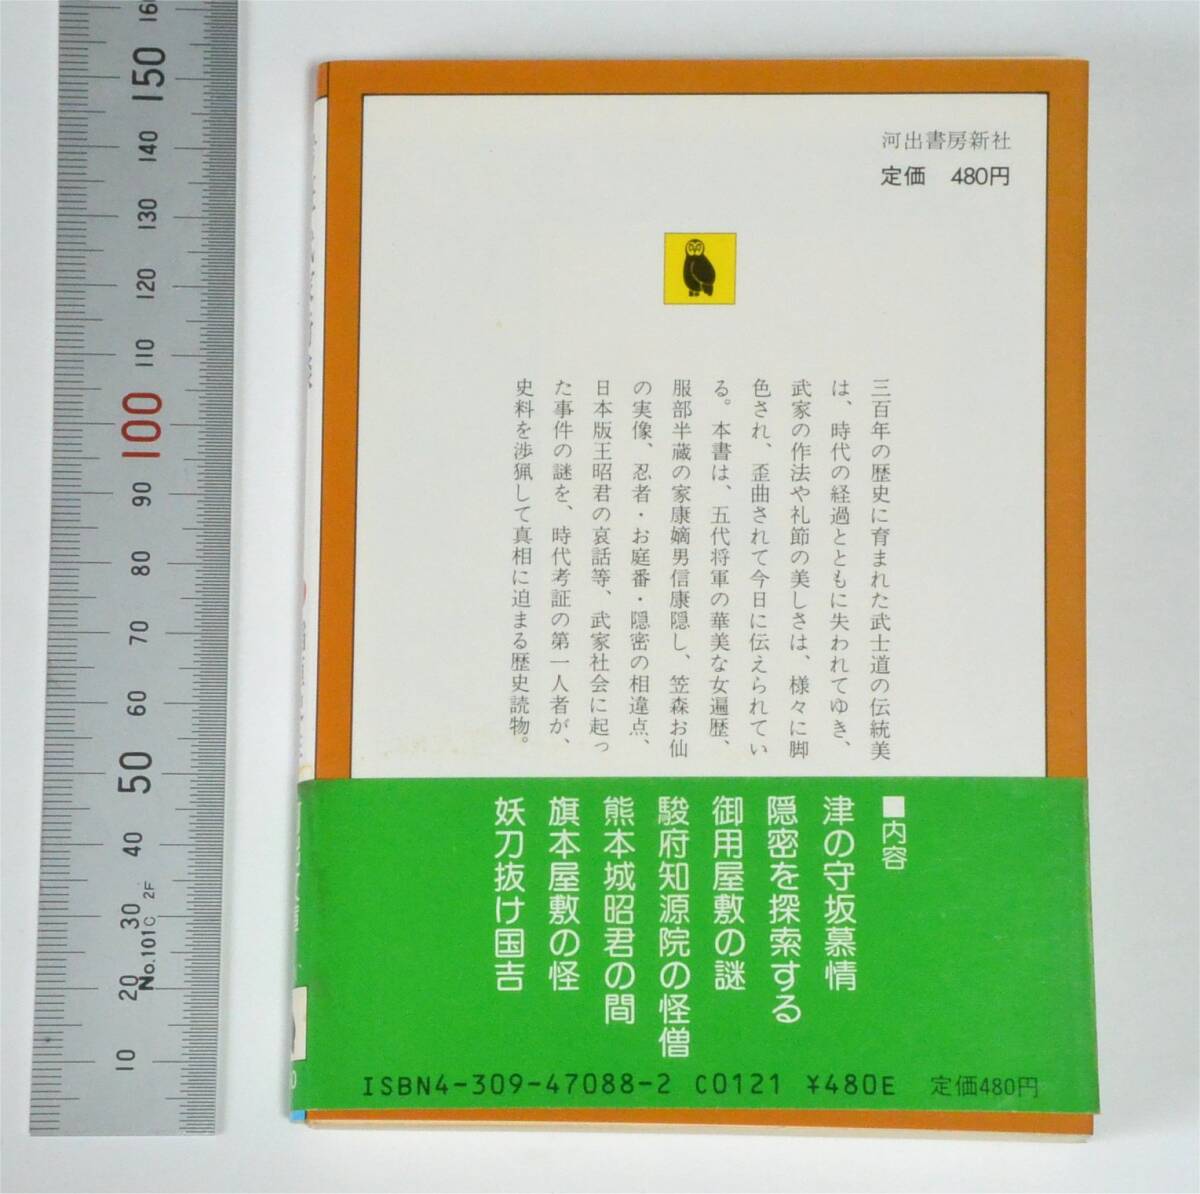 河出書房新社
定価 480円
三百年の歴史に育まれた武士道の伝統美
は、時代の経過とともに失われてゆき、
武家の作法や礼節の美しさは、様々に脚
色され、歪曲されて今日に伝えられてい
る。本書は、五代将軍の華美な女遍歴、
服部半蔵の家康嫡男信康隠し、笠森お仙
の実像、忍者・お庭番・隠密の相違点、
日本版王昭君の哀話等、武家社会に起っ
た事件の謎を、時代考証の第一人者が、
史料を渉猟して真相に迫まる歴史読物。
■内容
津の守坂慕情
隠密を探索する
御用屋敷の謎
駿府知源院の怪僧
熊本城昭君の間
旗本屋敷の怪
妖刀抜け国吉
ISBN4-309-47088-2 C0121 ¥480E 定価480円
160
150
140
130
120
110
100
90
80
70
60
50
40
30
20
10
No.101C 2F